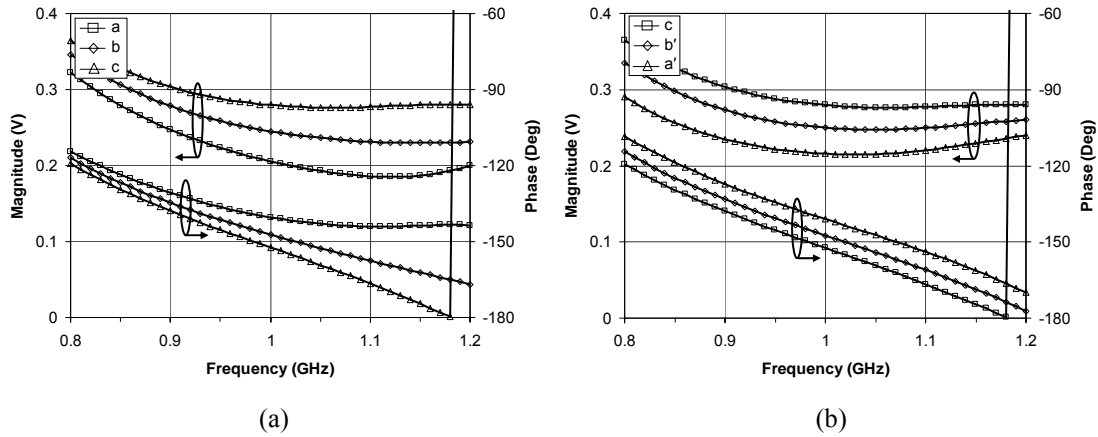 0.4
0.3
0.2
0.1
0
Magnitude (V)
a
b
c
-60
-90
-120
-150
-180
Phase (Deg)
0.8 0.9 1 1.1 1.2
Frequency (GHz)
(a)
0.4
0.3
0.2
0.1
0
Magnitude (V)
c
b′
a′
-60
-90
-120
-150
-180
Phase (Deg)
0.8 0.9 1 1.1 1.2
Frequency (GHz)
(b)